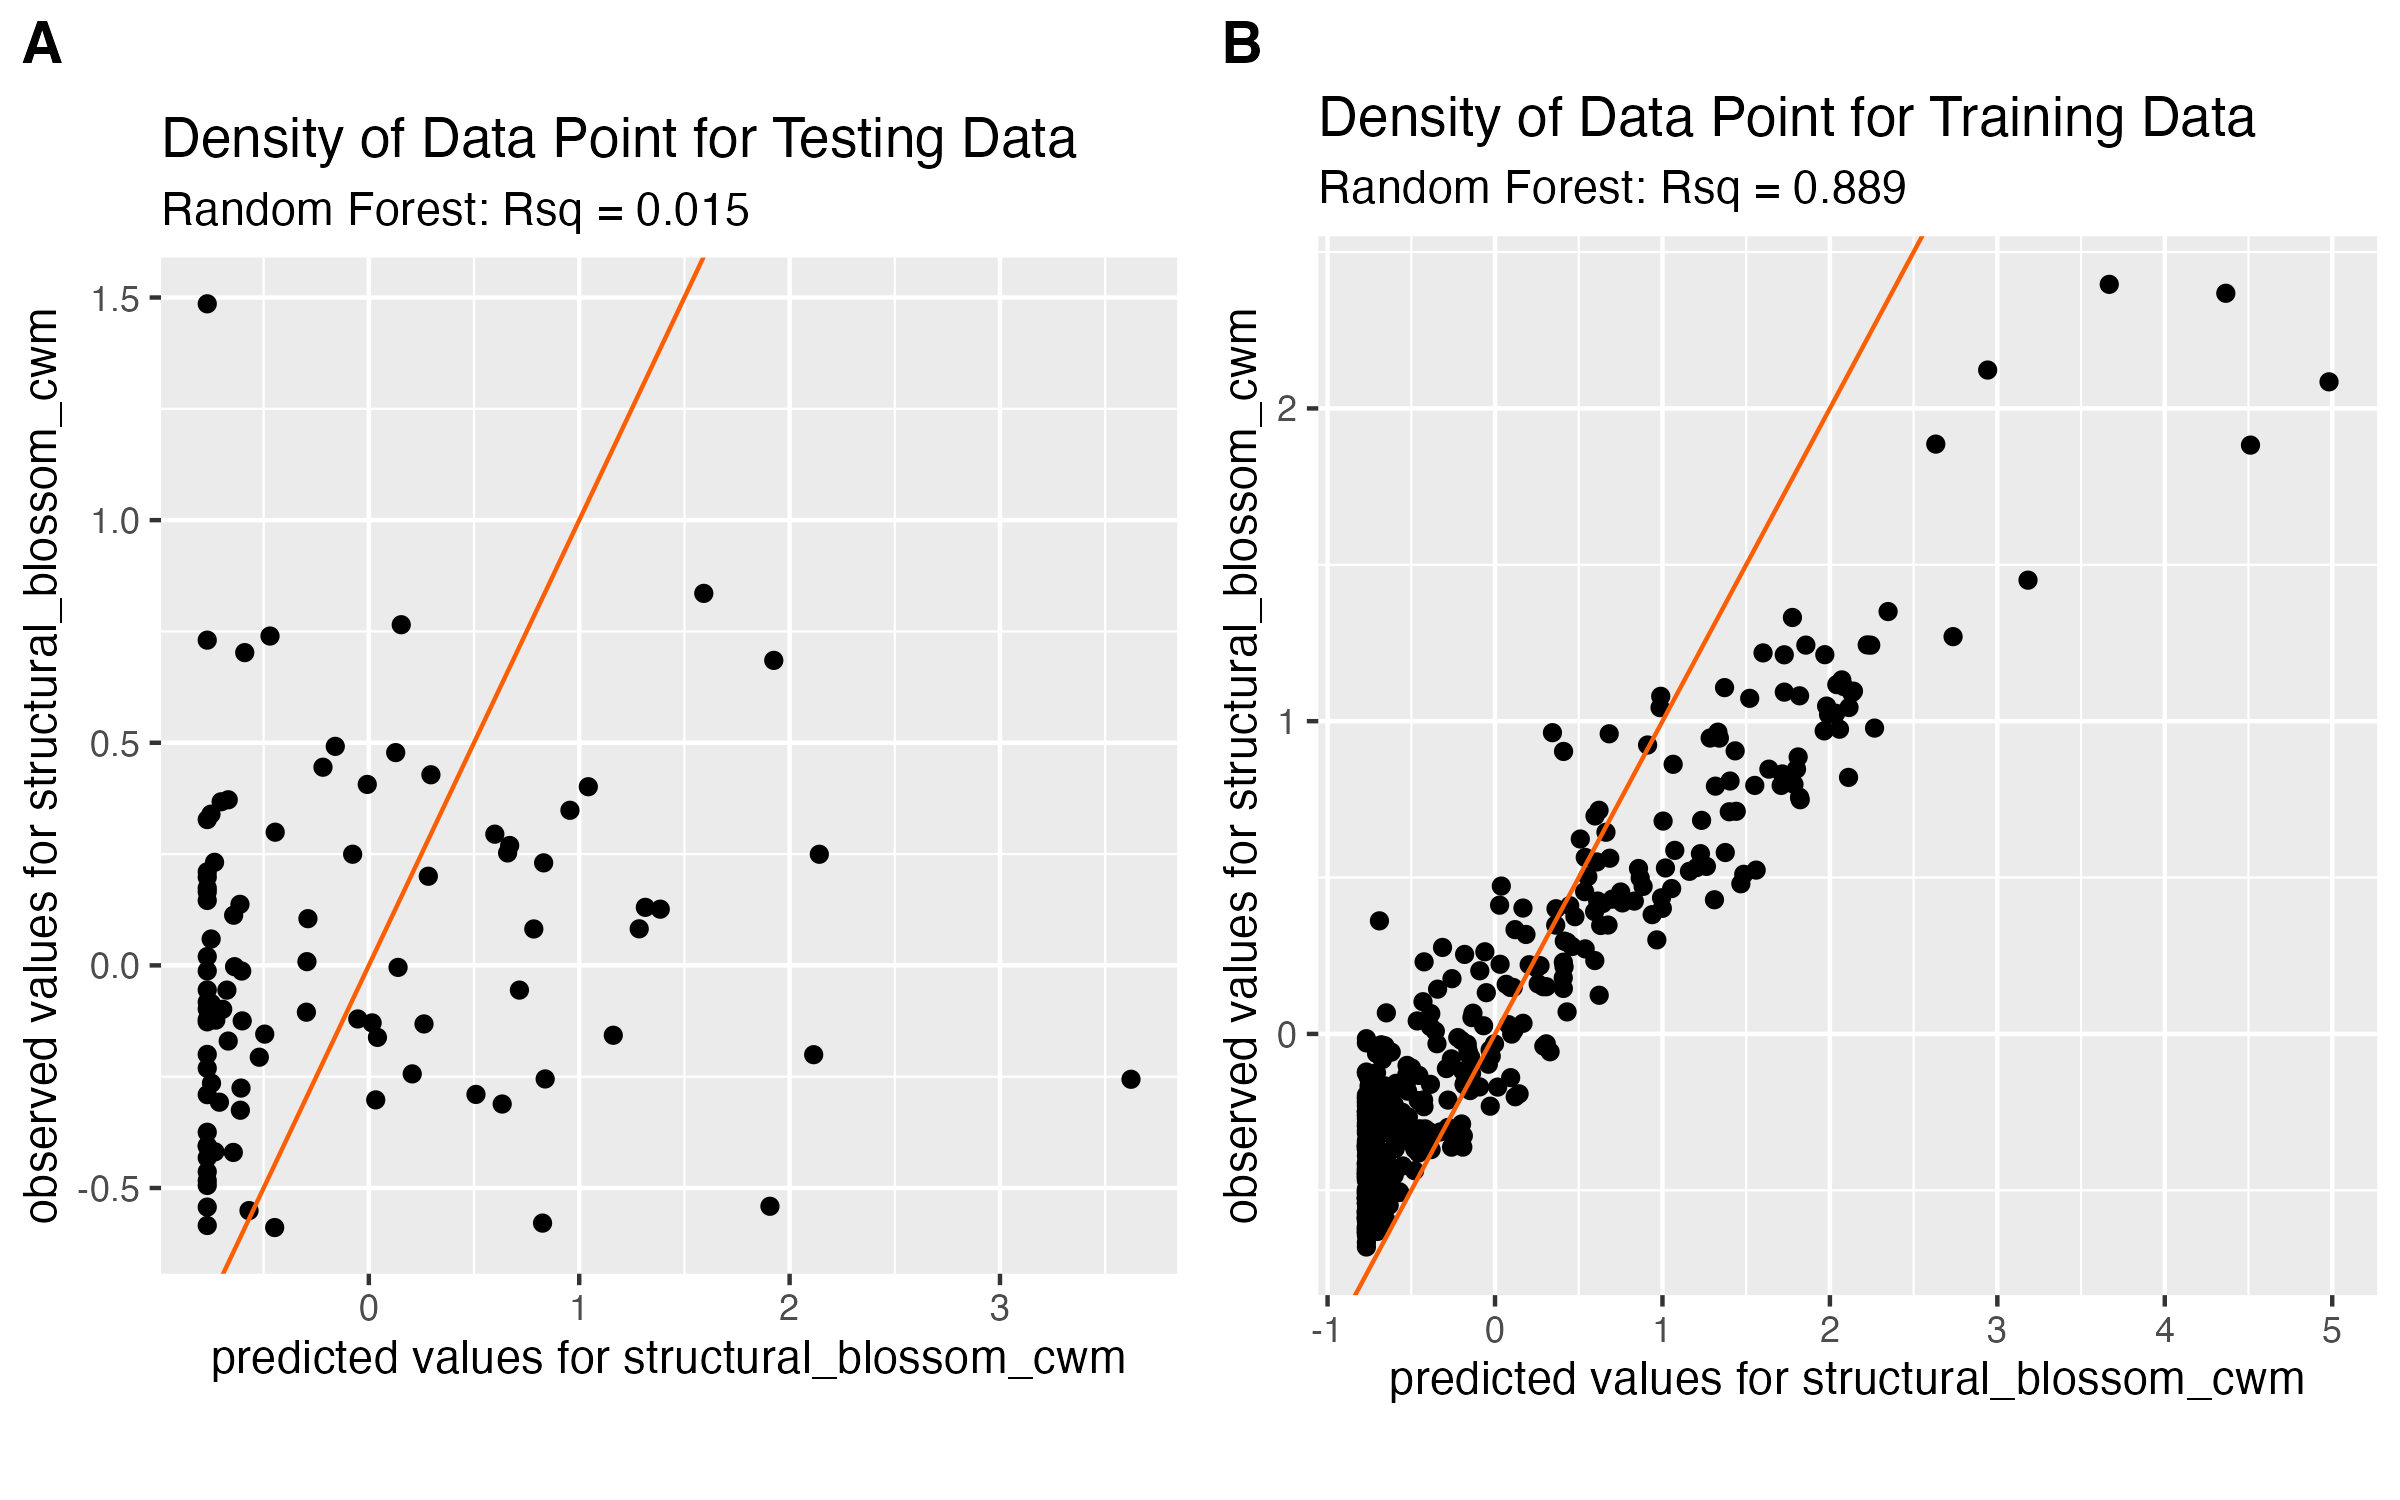 A
Density of Data Point for Testing Data
Random Forest: Rsq = 0.015
observed values for structural_blossom_cwm
1.5
1.0
0.5
0.0
-0.5
0 1 2 3
predicted values for structural_blossom_cwm
B
Density of Data Point for Training Data
Random Forest: Rsq = 0.889
observed values for structural_blossom_cwm
2
1
0
-1 0 1 2 3 4 5
predicted values for structural_blossom_cwm